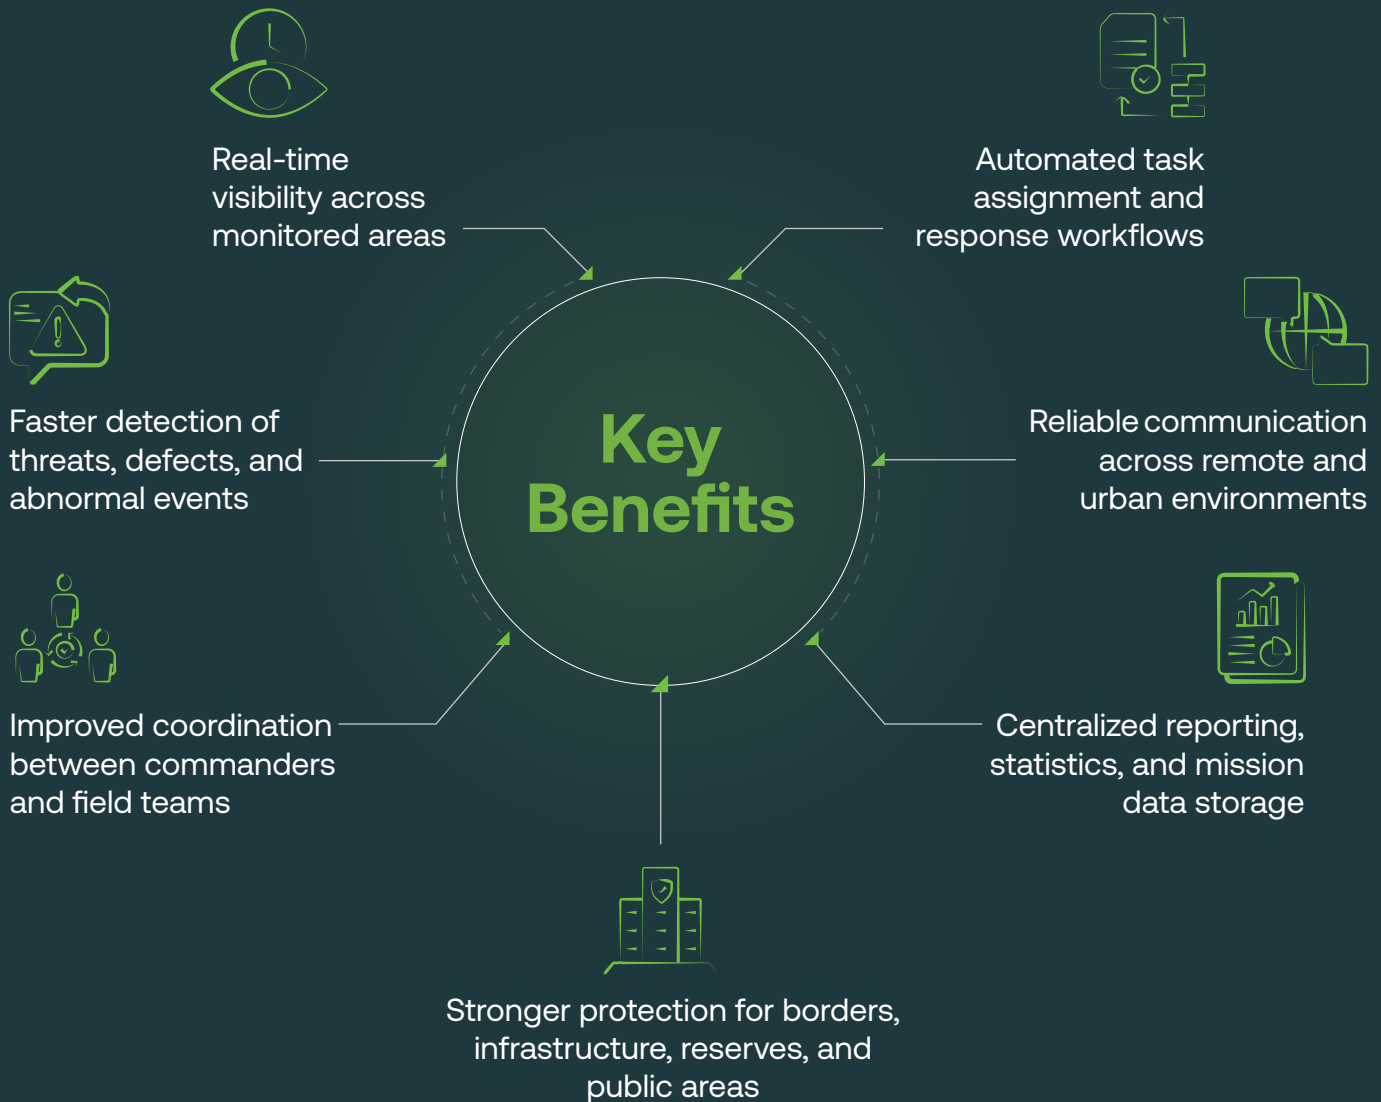 Real-time
visibility across
monitored areas
Automated task
assignment and
response workflows
Faster detection of
threats, defects, and
abnormal events
Key
Benefits
Reliable communication
across remote and
urban environments
Improved coordination
between commanders
and field teams
Centralized reporting,
statistics, and mission
data storage
Stronger protection for borders,
infrastructure, reserves, and
public areas